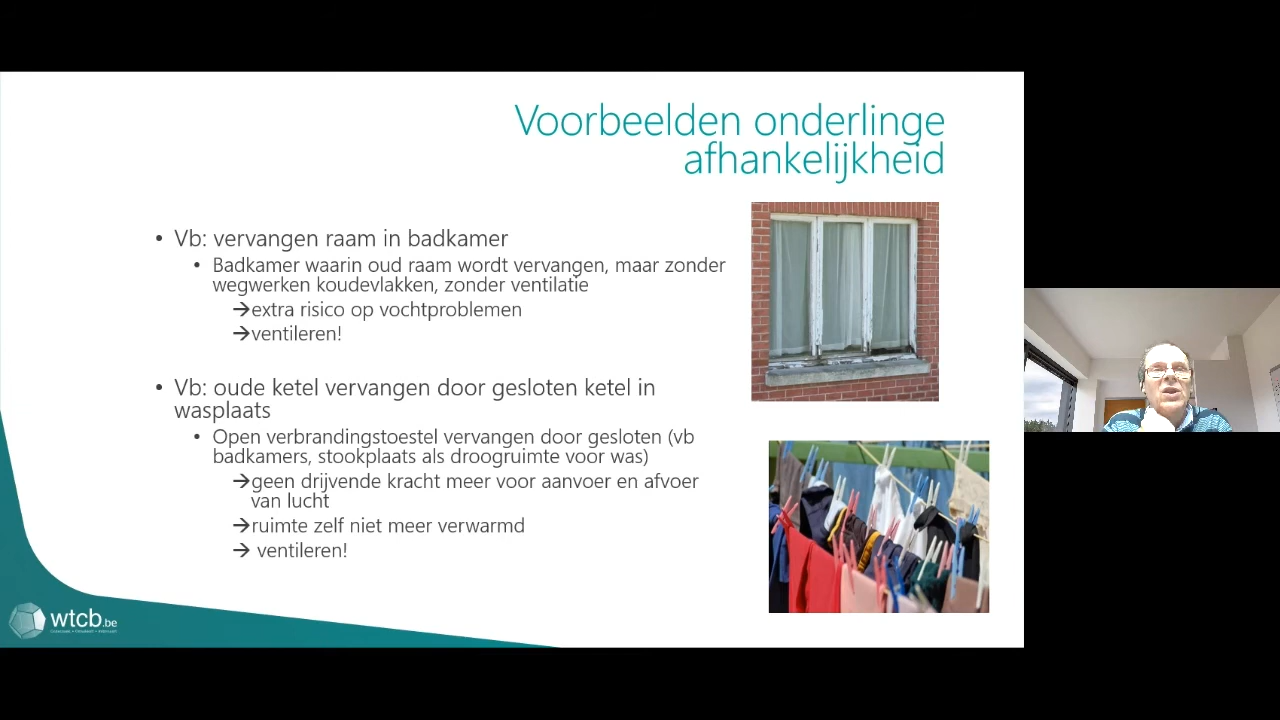 Voorbeelden onderlinge
afhankelijkheid
• Vb: vervangen raam in badkamer
• Badkamer waarin oud raam wordt vervangen, maar zonder
wegwerken koudevlakken, zonder ventilatie
→extra risico op vochtproblemen
→ventileren!
• Vb: oude ketel vervangen door gesloten ketel in
wasplaats
• Open verbrandingstoestel vervangen door gesloten (vb
badkamers, stookplaats als droogruimte voor was)
→geen drijvende kracht meer voor aanvoer en afvoer
van lucht
→ruimte zelf niet meer verwarmd
→ ventileren!
wtcb.be